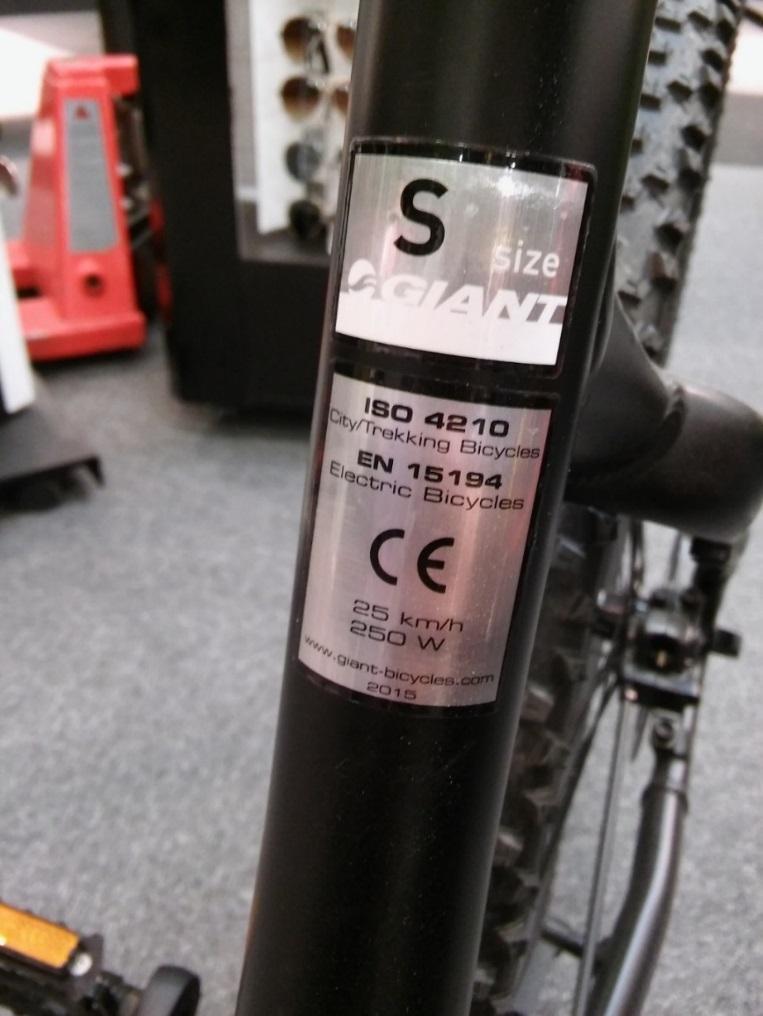 S
size
GIANT
ISO 4210
City/Trekking Bicycles
EN 15194
Electric Bicycles
CE
25 km/h
250 W
www.giant-bicycles.com
2015